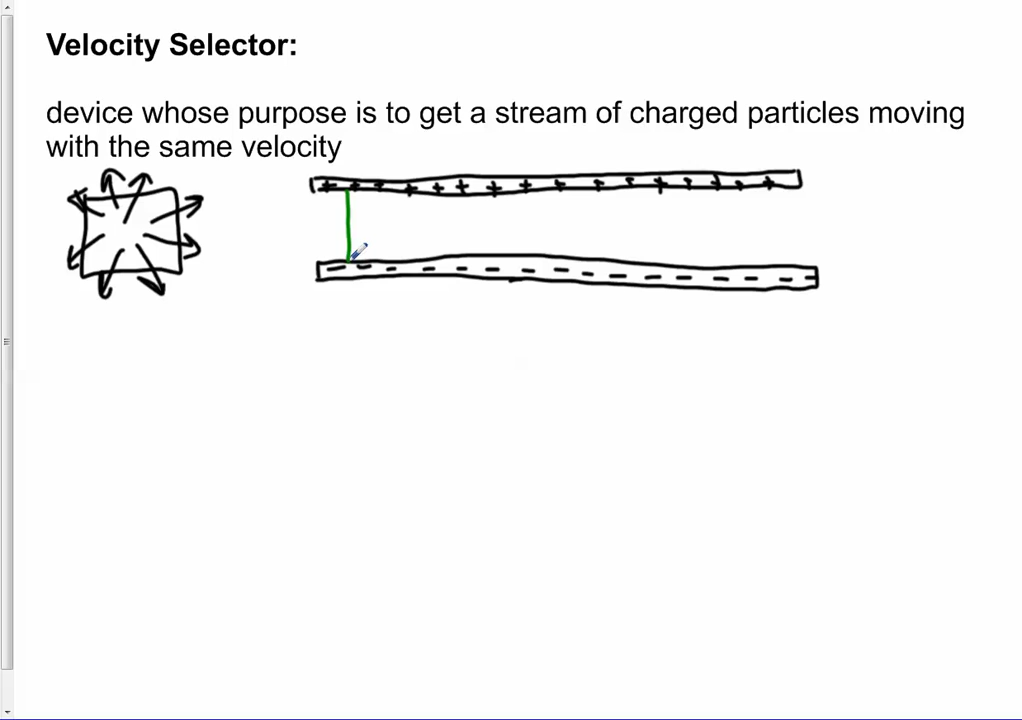 Velocity Selector:
device whose purpose is to get a stream of charged particles moving
with the same velocity